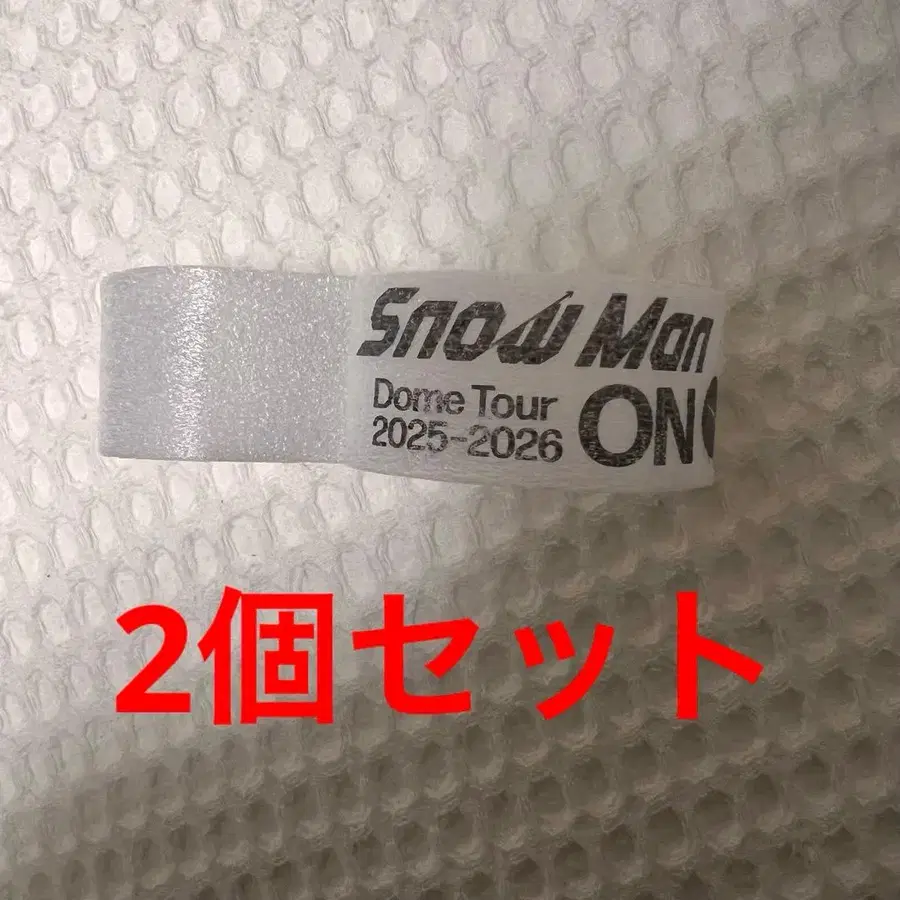 Snow Man
Dome Tour
2025-2026
ON
2個セット